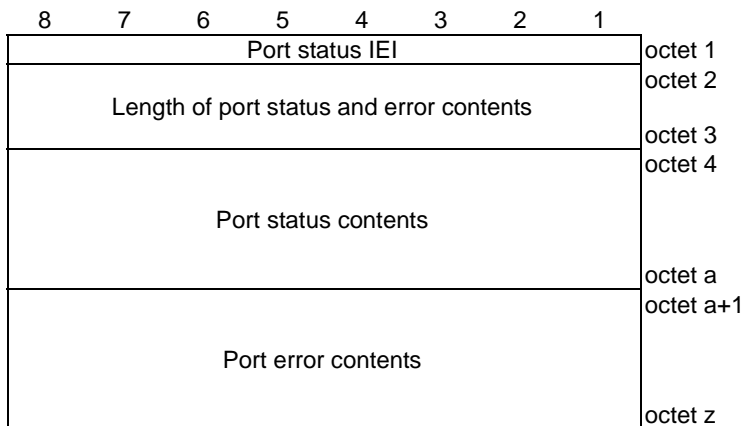 8 7 6 5 4 3 2 1
Port status IEI octet 1
octet 2
Length of port status and error contents
octet 3
octet 4
Port status contents
octet a
octet a+1
Port error contents
octet z